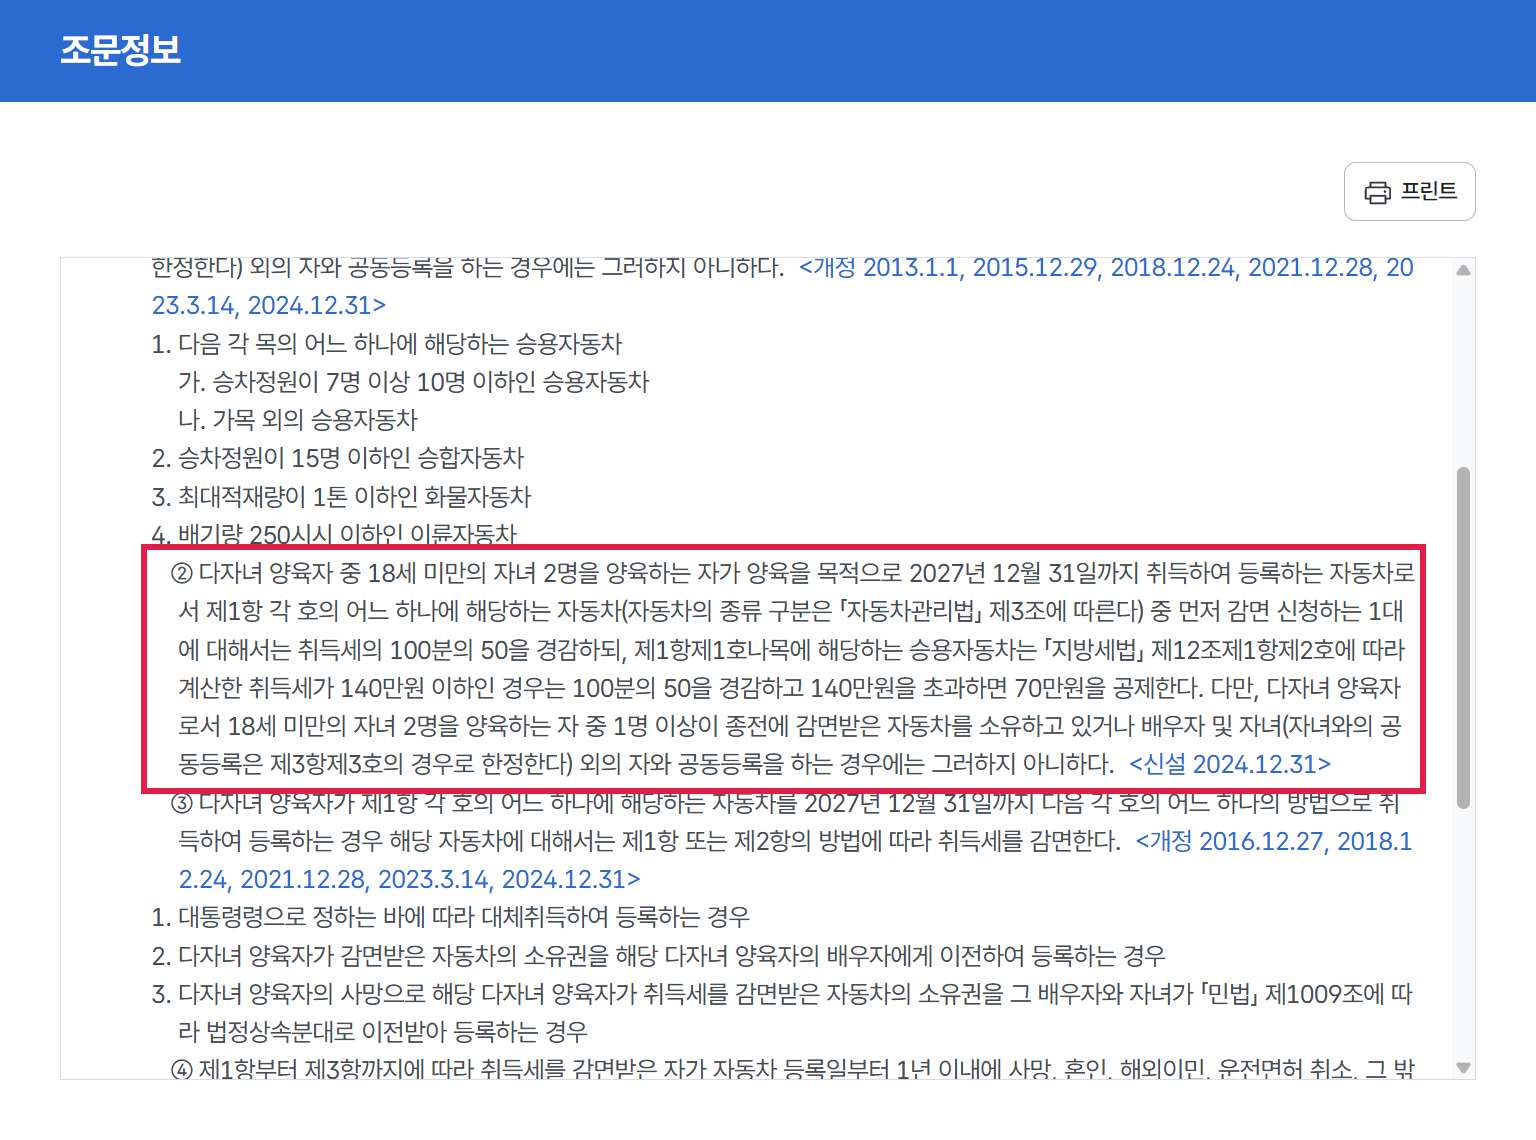 조문정보
프린트
한정한다) 외의 자와 공동등록을 하는 경우에는 그러하지 아니하다. <개정 2013.1.1, 2015.12.29, 2018.12.24, 2021.12.28, 20
23.3.14, 2024.12.31>
1. 다음 각 목의 어느 하나에 해당하는 승용자동차
가. 승차정원이 7명 이상 10명 이하인 승용자동차
나. 가목 외의 승용자동차
2. 승차정원이 15명 이하인 승합자동차
3. 최대적재량이 1톤 이하인 화물자동차
4. 배기량 250시시 이하인 이륜자동차
② 다자녀 양육자 중 18세 미만의 자녀 2명을 양육하는 자가 양육을 목적으로 2027년 12월 31일까지 취득하여 등록하는 자동차로
서 제1항 각 호의 어느 하나에 해당하는 자동차(자동차의 종류 구분은 「자동차관리법」 제3조에 따른다) 중 먼저 감면 신청하는 1대
에 대해서는 취득세의 100분의 50을 경감하되, 제1항제1호나목에 해당하는 승용자동차는 「지방세법」 제12조제1항제2호에 따라
계산한 취득세가 140만원 이하인 경우는 100분의 50을 경감하고 140만원을 초과하면 70만원을 공제한다. 다만, 다자녀 양육자
로서 18세 미만의 자녀 2명을 양육하는 자 중 1명 이상이 종전에 감면받은 자동차를 소유하고 있거나 배우자 및 자녀(자녀와의 공
동등록은 제3항제3호의 경우로 한정한다) 외의 자와 공동등록을 하는 경우에는 그러하지 아니하다. <신설 2024.12.31>
③ 다자녀 양육자가 제1항 각 호의 어느 하나에 해당하는 자동차를 2027년 12월 31일까지 다음 각 호의 어느 하나의 방법으로 취
득하여 등록하는 경우 해당 자동차에 대해서는 제1항 또는 제2항의 방법에 따라 취득세를 감면한다. <개정 2016.12.27, 2018.1
2.24, 2021.12.28, 2023.3.14, 2024.12.31>
1. 대통령령으로 정하는 바에 따라 대체취득하여 등록하는 경우
2. 다자녀 양육자가 감면받은 자동차의 소유권을 해당 다자녀 양육자의 배우자에게 이전하여 등록하는 경우
3. 다자녀 양육자의 사망으로 해당 다자녀 양육자가 취득세를 감면받은 자동차의 소유권을 그 배우자와 자녀가 「민법」 제1009조에 따
라 법정상속분대로 이전받아 등록하는 경우
④ 제1항부터 제3항까지에 따라 취득세를 감면받은 자가 자동차 등록일부터 1년 이내에 사망, 혼인, 해외이민, 운전면허 취소, 그 밖